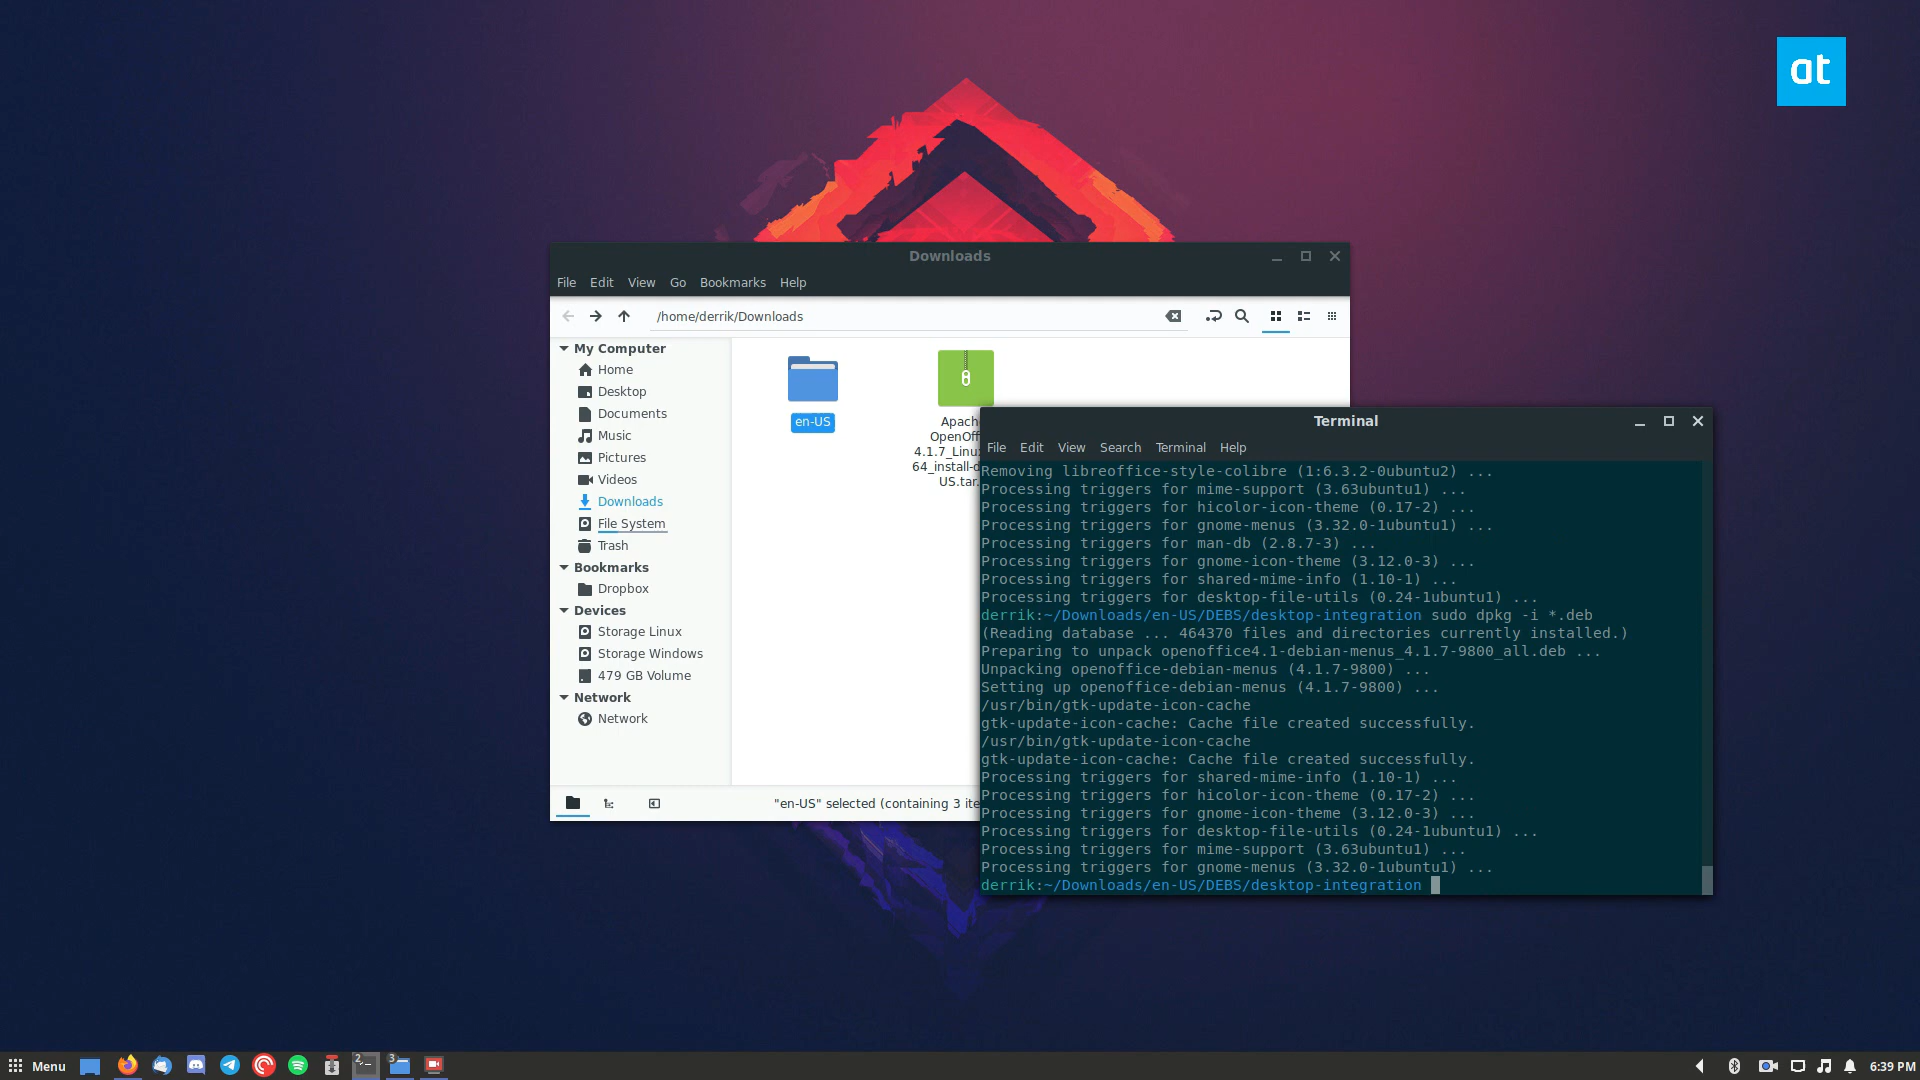 at
Downloads
File Edit View Go Bookmarks Help
/home/derrik/Downloads
My Computer
Home
Desktop
Documents
Music
Pictures
Videos
Downloads
File System
Trash
Bookmarks
Dropbox
Devices
Storage Linux
Storage Windows
479 GB Volume
Network
Network
en-US
Apach
OpenOff
4.1.7_Linu
64_install-d
US.tar.
"en-US" selected (containing 3 ite
Terminal
File Edit View Search Terminal Help
Removing libreoffice-style-colibre (1:6.3.2-0ubuntu2) ...
Processing triggers for mime-support (3.63ubuntu1) ...
Processing triggers for hicolor-icon-theme (0.17-2) ...
Processing triggers for gnome-menus (3.32.0-1ubuntu1) ...
Processing triggers for man-db (2.8.7-3) ...
Processing triggers for gnome-icon-theme (3.12.0-3) ...
Processing triggers for shared-mime-info (1.10-1) ...
Processing triggers for desktop-file-utils (0.24-1ubuntu1) ...
derrik:~/Downloads/en-US/DEBS/desktop-integration sudo dpkg -i *.deb
(Reading database ... 464370 files and directories currently installed.)
Preparing to unpack openoffice4.1-debian-menus_4.1.7-9800_all.deb ...
Unpacking openoffice-debian-menus (4.1.7-9800) ...
Setting up openoffice-debian-menus (4.1.7-9800) ...
/usr/bin/gtk-update-icon-cache
gtk-update-icon-cache: Cache file created successfully.
/usr/bin/gtk-update-icon-cache
gtk-update-icon-cache: Cache file created successfully.
Processing triggers for shared-mime-info (1.10-1) ...
Processing triggers for hicolor-icon-theme (0.17-2) ...
Processing triggers for gnome-icon-theme (3.12.0-3) ...
Processing triggers for desktop-file-utils (0.24-1ubuntu1) ...
Processing triggers for mime-support (3.63ubuntu1) ...
Processing triggers for gnome-menus (3.32.0-1ubuntu1) ...
derrik:~/Downloads/en-US/DEBS/desktop-integration
Menu 2 3 6:39 PM